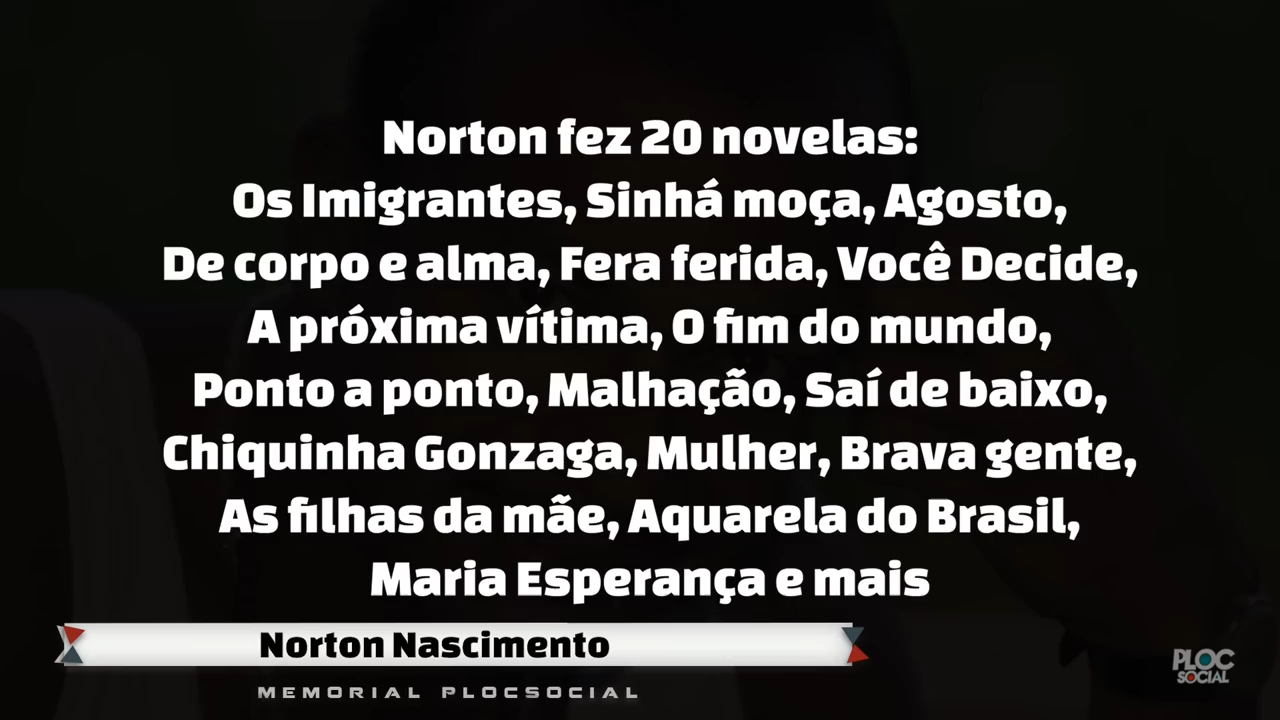 Norton fez 20 novelas:
Os Imigrantes, Sinhá moça, Agosto,
De corpo e alma, Fera ferida, Você Decide,
A próxima vítima, O fim do mundo,
Ponto a ponto, Malhação, Saí de baixo,
Chiquinha Gonzaga, Mulher, Brava gente,
As filhas da mãe, Aquarela do Brasil,
Maria Esperança e mais
Norton Nascimento
MEMORIAL PLOCSOCIAL
PLOC
SOCIAL